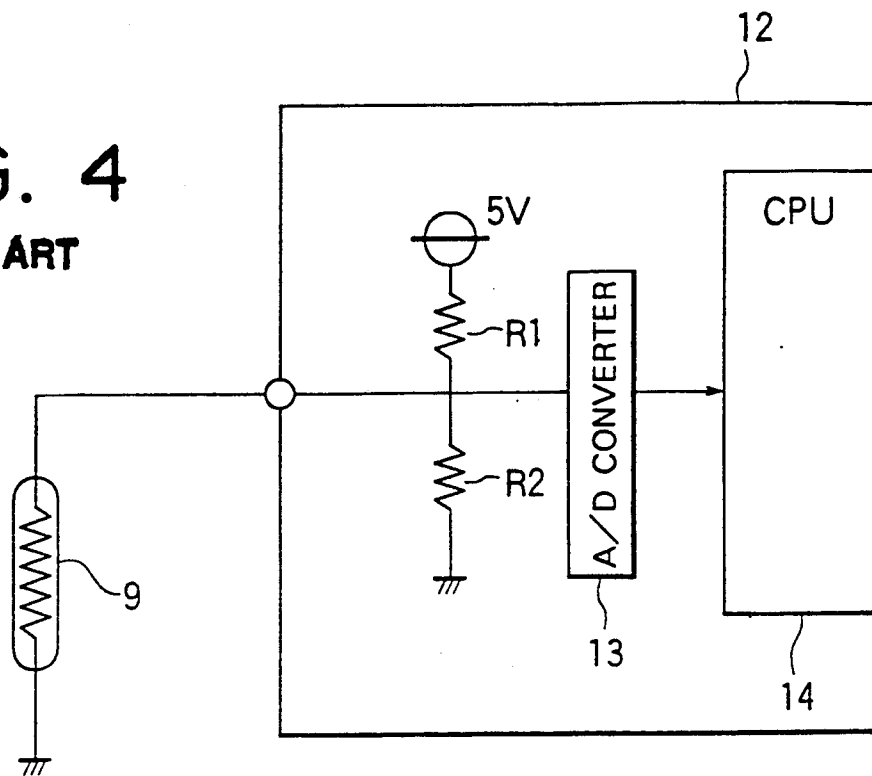 12
G. 4
ART
5V
CPU
R1
A/D CONVERTER
R2
9
13
14